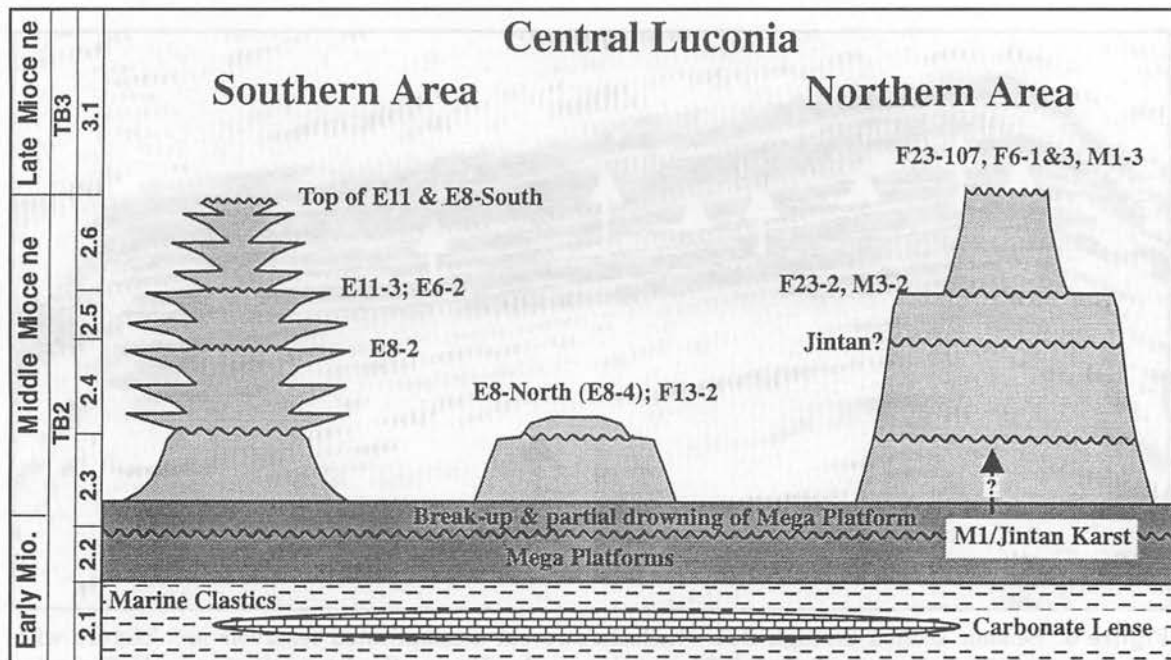 Central Luconia
Southern Area
Northern Area
Late Mioce ne
Middle Mioce ne
Early Mio.
TB3
TB2
3.1
2.6
2.5
2.4
2.3
2.2
2.1
F23-107, F6-1&3, M1-3
Top of E11 & E8-South
E11-3; E6-2
F23-2, M3-2
E8-2
Jintan?
E8-North (E8-4); F13-2
?
Break-up & partial drowning of Mega Platform
M1/Jintan Karst
Mega Platforms
Marine Clastics
Carbonate Lense